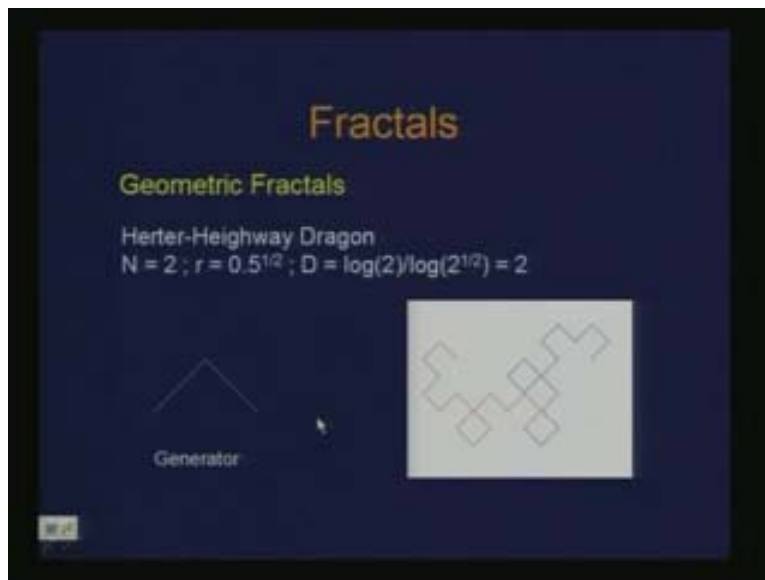 Fractals
Geometric Fractals
Herter-Heighway Dragon
N = 2 ; r = 0.5^1/2 ; D = log(2)/log(2^1/2) = 2
Generator